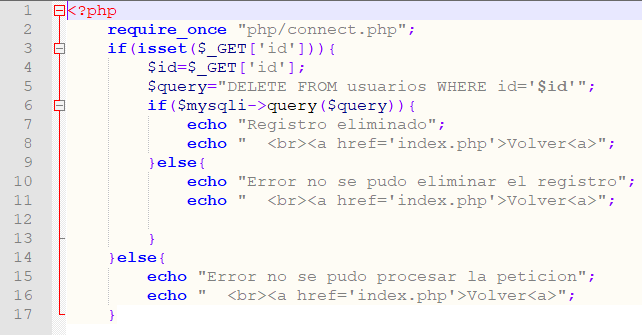 1 <?php
2 require_once "php/connect.php";
3 if(isset($_GET['id'])){
4 $id=$_GET['id'];
5 $query="DELETE FROM usuarios WHERE id='$id'";
6 if($mysqli->query($query)){
7 echo "Registro eliminado";
8 echo "  <br><a href='index.php'>Volver<a>";
9 }else{
10 echo "Error no se pudo eliminar el registro";
11 echo "  <br><a href='index.php'>Volver<a>";
12
13 }
14 }else{
15 echo "Error no se pudo procesar la peticion";
16 echo "  <br><a href='index.php'>Volver<a>";
17 }